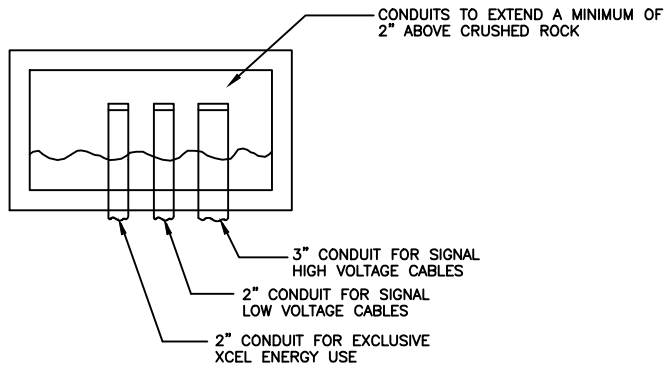 CONDUITS TO EXTEND A MINIMUM OF
2" ABOVE CRUSHED ROCK
3" CONDUIT FOR SIGNAL
HIGH VOLTAGE CABLES
2" CONDUIT FOR SIGNAL
LOW VOLTAGE CABLES
2" CONDUIT FOR EXCLUSIVE
XCEL ENERGY USE